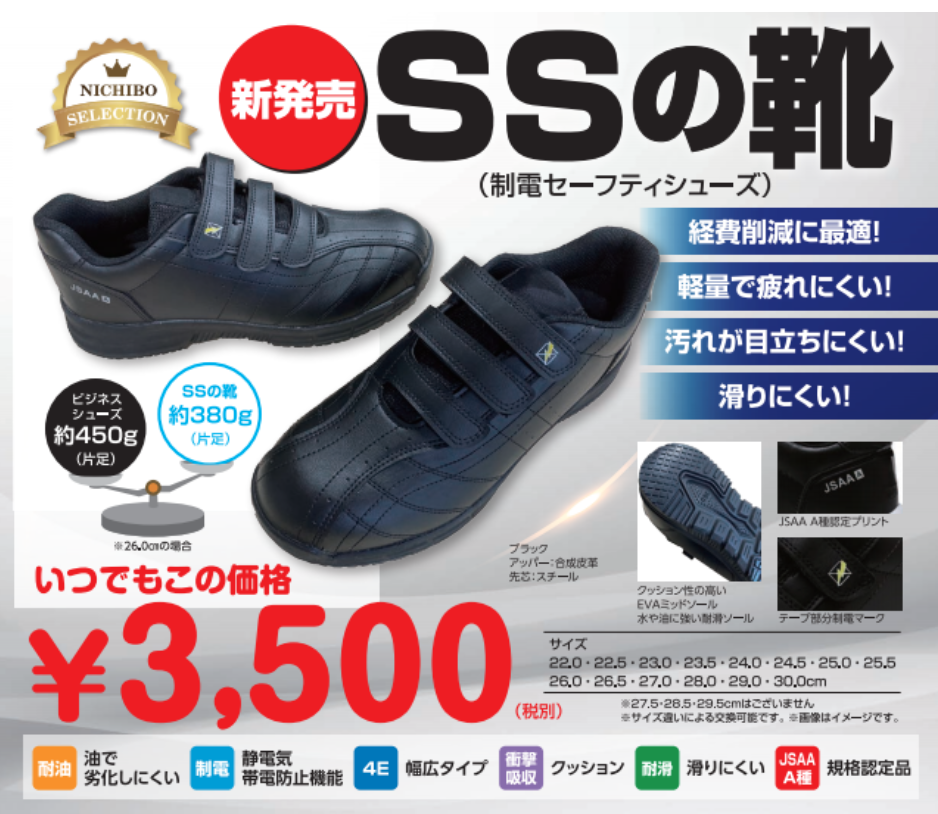 NICHIBO
SELECTION
新発売
SSの靴
(制電セーフティシューズ)
経費削減に最適!
軽量で疲れにくい!
汚れが目立ちにくい!
滑りにくい!
JSAA A
ビジネス
シューズ
約450g
(片足)
SSの靴
約380g
(片足)
※26.0cmの場合
ブラック
アッパー:合成皮革
先芯:スチール
クッション性の高い
EVAミッドソール
水や油に強い耐滑ソール
JSAA A
JSAA A種認定プリント
テープ部分制電マーク
いつでもこの価格
¥3,500
(税別)
サイズ
22.0・22.5・23.0・23.5・24.0・24.5・25.0・25.5
26.0・26.5・27.0・28.0・29.0・30.0cm
※27.5・28.5・29.5cmはございません
※サイズ違いによる交換可能です。※画像はイメージです。
耐油
油で
劣化しにくい
制電
静電気
帯電防止機能
4E
幅広タイプ
衝撃
吸収
クッション
耐滑
滑りにくい
JSAA
A種
規格認定品